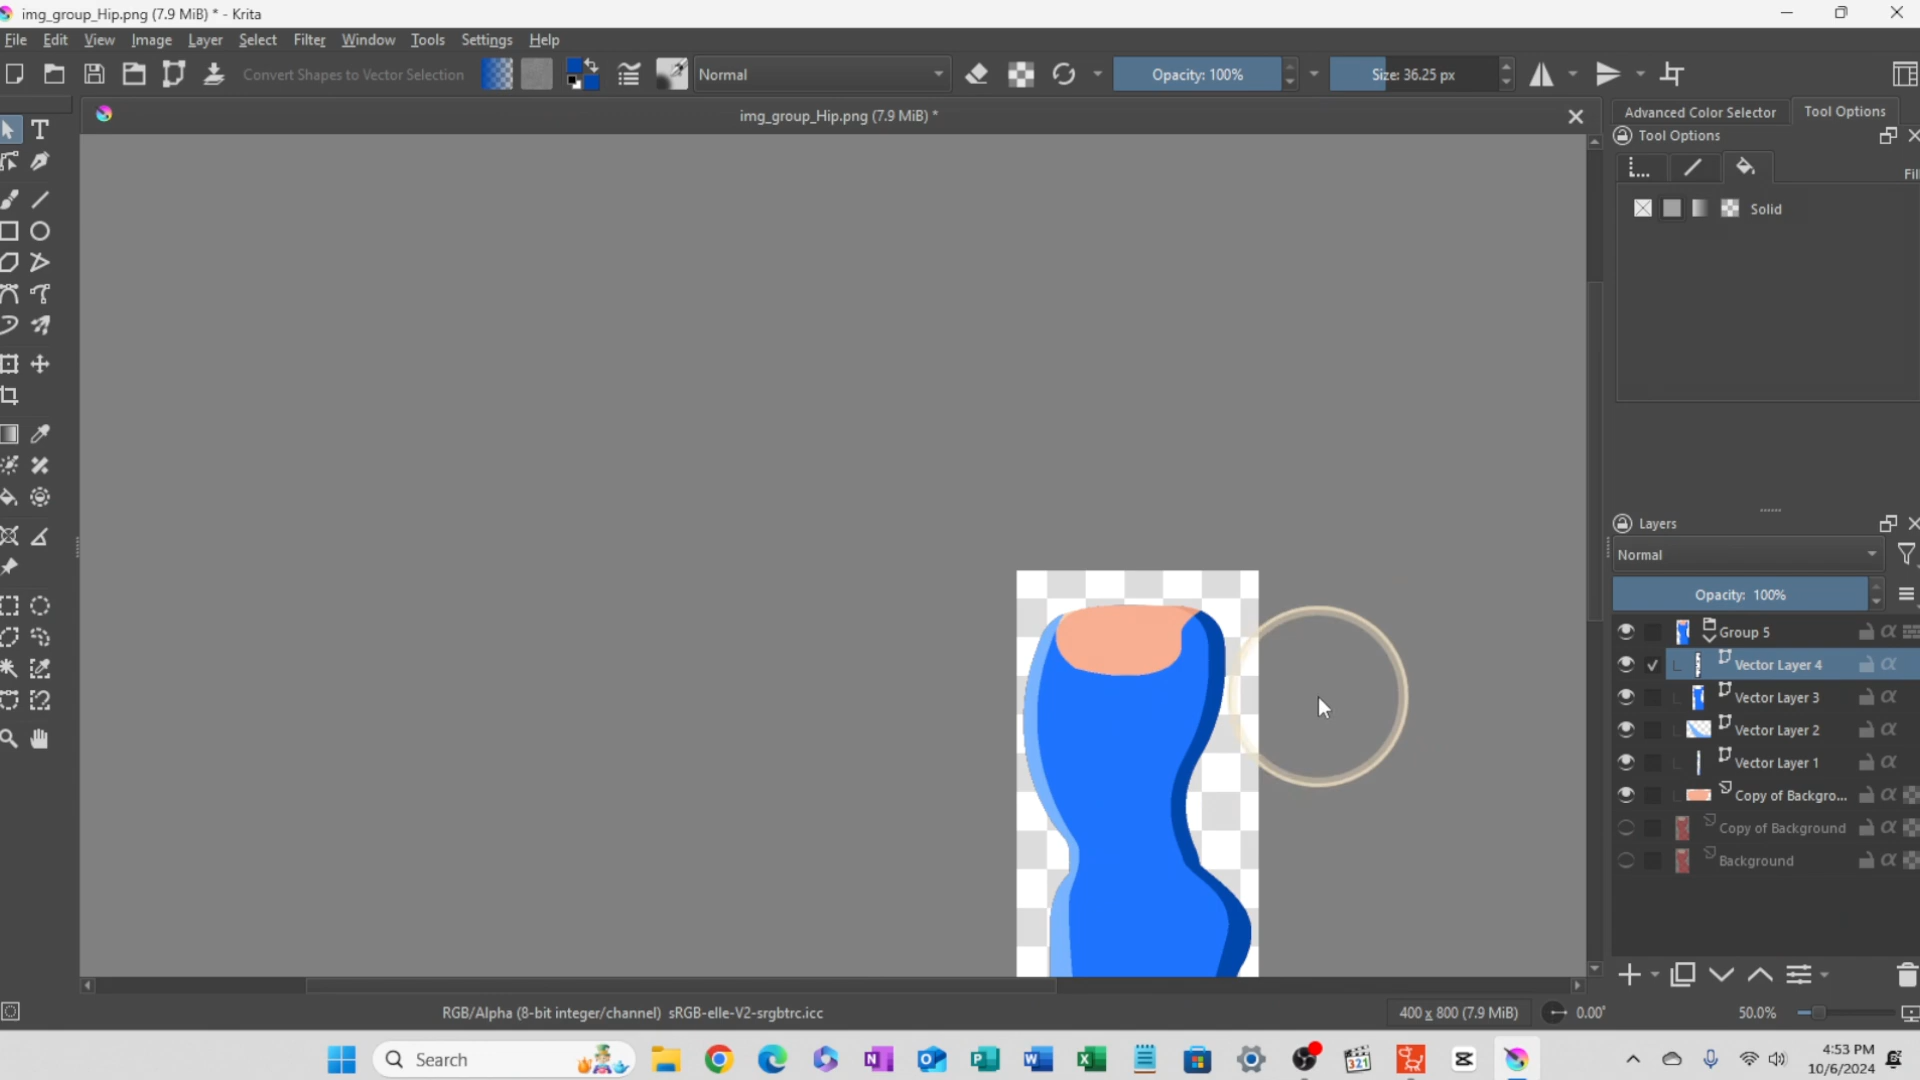 img_group_Hip.png (7.9 MiB) * - Krita
File Edit View Image Layer Select Filter Window Tools Settings Help
Convert Shapes to Vector Selection Normal Opacity: 100% Size: 36.25 px
img_group_Hip.png (7.9 MiB) *
Advanced Color Selector Tool Options
Tool Options
Fill
Solid
Layers
Normal
Opacity: 100%
Group 5
Vector Layer 4
Vector Layer 3
Vector Layer 2
Vector Layer 1
Copy of Backgro...
Copy of Background
Background
RGB/Alpha (8-bit integer/channel) sRGB-elle-V2-srgbtrc.icc 400 x 800 (7.9 MiB) 0.00° 50.0%
Search
321
4:53 PM
10/6/2024